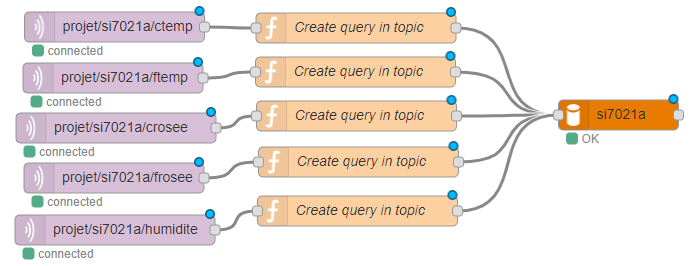 projet/si7021a/ctemp
Create query in topic
connected
projet/si7021a/ftemp
Create query in topic
connected
projet/si7021a/crosee
Create query in topic
si7021a
connected
OK
projet/si7021a/frosee
Create query in topic
connected
projet/si7021a/humidite
Create query in topic
connected